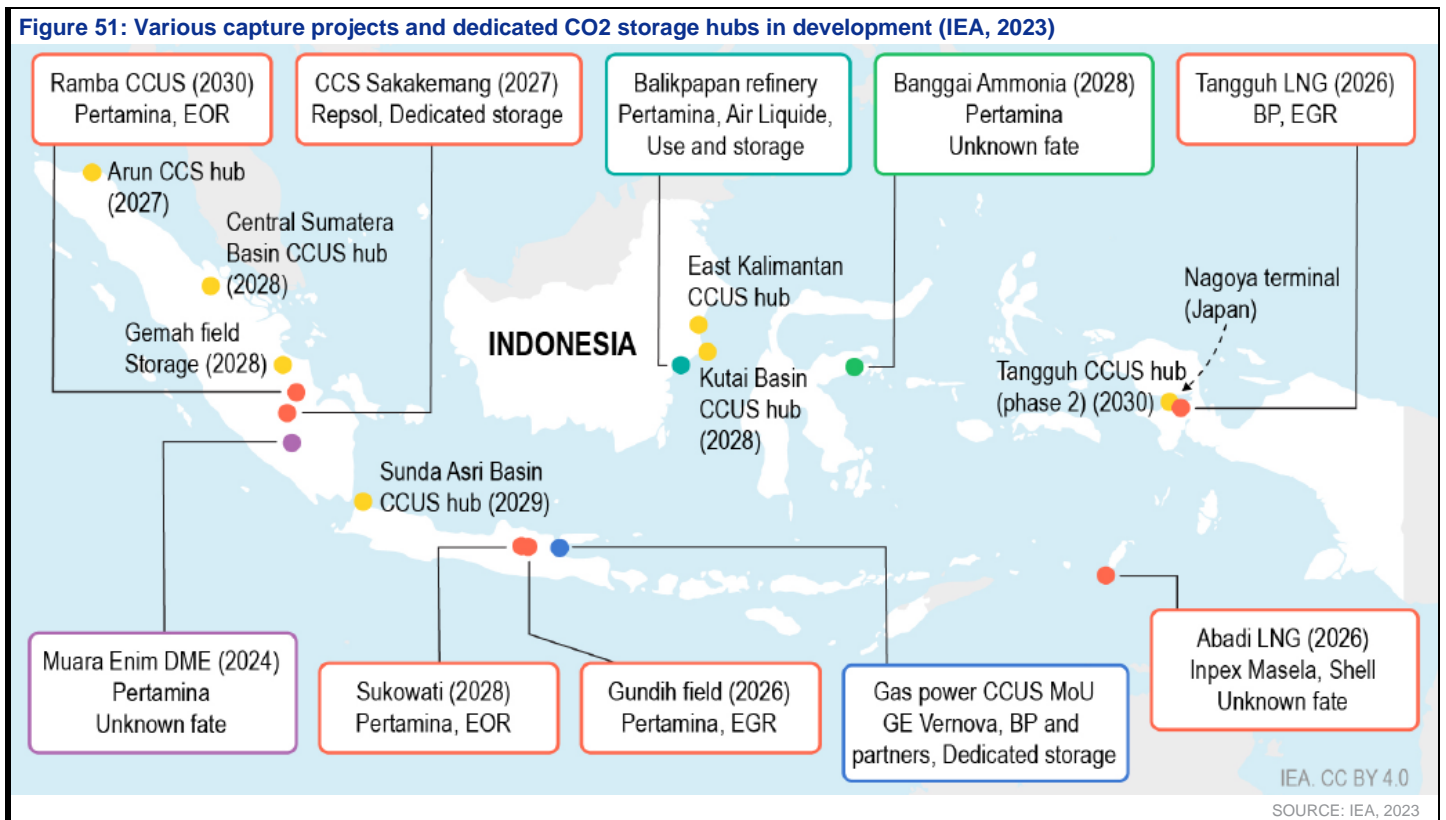 Figure 51: Various capture projects and dedicated CO2 storage hubs in development (IEA, 2023)
Ramba CCUS (2030)
Pertamina, EOR
CCS Sakakemang (2027)
Repsol, Dedicated storage
Balikpapan refinery
Pertamina, Air Liquide,
Use and storage
Banggai Ammonia (2028)
Pertamina
Unknown fate
Tangguh LNG (2026)
BP, EGR
Arun CCS hub
(2027)
Central Sumatera
Basin CCUS hub
(2028)
Gemah field
Storage (2028)
INDONESIA
East Kalimantan
CCUS hub
Kutai Basin
CCUS hub
(2028)
Nagoya terminal
(Japan)
Tangguh CCUS hub
(phase 2) (2030)
Sunda Asri Basin
CCUS hub (2029)
Muara Enim DME (2024)
Pertamina
Unknown fate
Sukowati (2028)
Pertamina, EOR
Gundih field (2026)
Pertamina, EGR
Gas power CCUS MoU
GE Vernova, BP and
partners, Dedicated storage
Abadi LNG (2026)
Inpex Masela, Shell
Unknown fate
IEA. CC BY 4.0
SOURCE: IEA, 2023